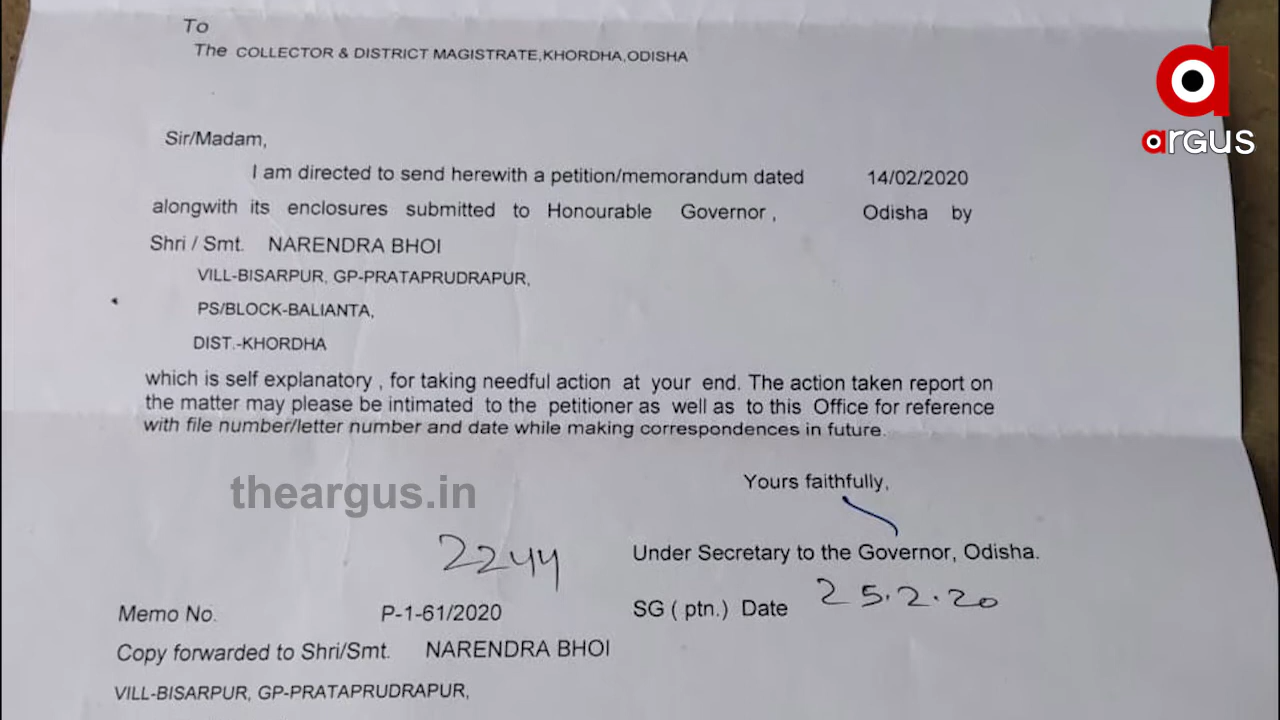 To
The COLLECTOR & DISTRICT MAGISTRATE,KHORDHA,ODISHA
argus
Sir/Madam,
I am directed to send herewith a petition/memorandum dated 14/02/2020
alongwith its enclosures submitted to Honourable Governor, Odisha by
Shri / Smt. NARENDRA BHOI
VILL-BISARPUR, GP-PRATAPRUDRAPUR,
PS/BLOCK-BALIANTA,
DIST.-KHORDHA
which is self explanatory , for taking needful action at your end. The action taken report on
the matter may please be intimated to the petitioner as well as to this Office for reference
with file number/letter number and date while making correspondences in future.
theargus.in
Yours faithfully,
2244
Under Secretary to the Governor, Odisha.
Memo No. P-1-61/2020
SG ( ptn.) Date 25.2.20
Copy forwarded to Shri/Smt. NARENDRA BHOI
VILL-BISARPUR, GP-PRATAPRUDRAPUR,